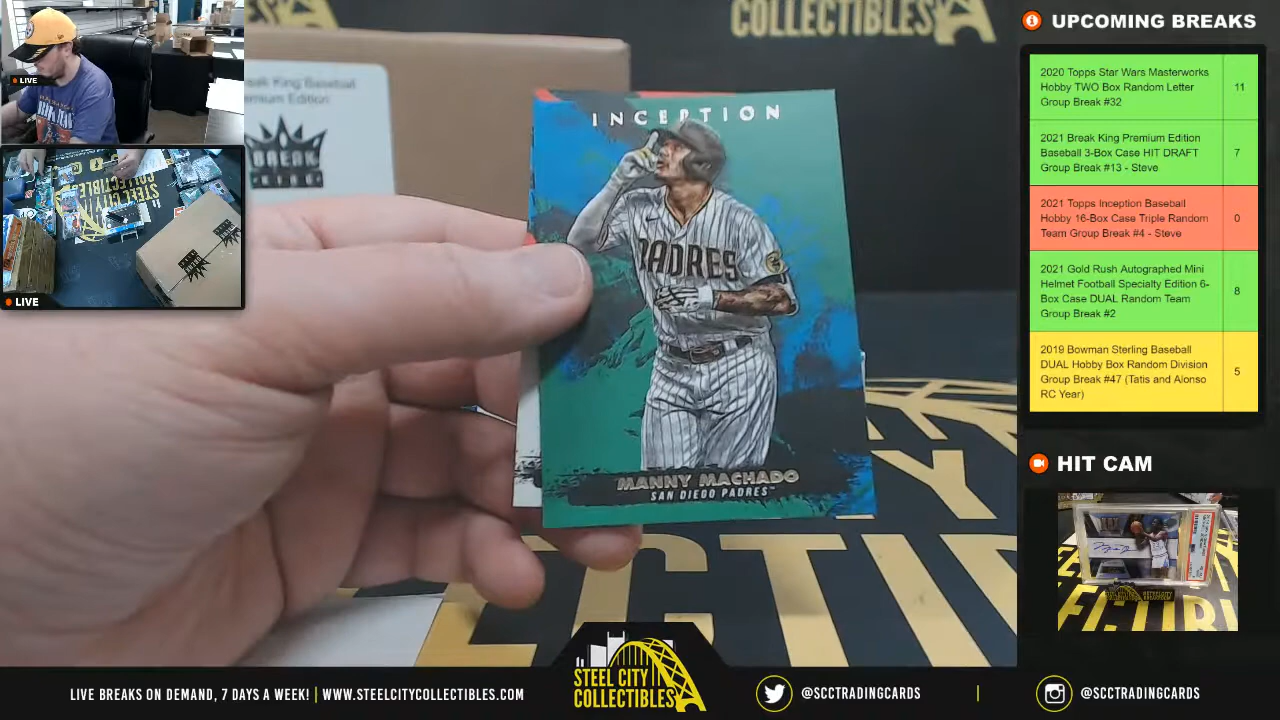 COLLECTIBLES
LIVE
LIVE
eak King Baseball
emium Edition
BREAK
KING
INCEPTION
PADRES
MANNY MACHADO
SAN DIEGO PADRES™
STEEL CITY
UPCOMING BREAKS
2020 Topps Star Wars Masterworks
Hobby TWO Box Random Letter
Group Break #32
11
2021 Break King Premium Edition
Baseball 3-Box Case HIT DRAFT
Group Break #13 - Steve
7
2021 Topps Inception Baseball
Hobby 16-Box Case Triple Random
Team Group Break #4 - Steve
0
2021 Gold Rush Autographed Mini
Helmet Football Specialty Edition 6-
Box Case DUAL Random Team
Group Break #2
8
2019 Bowman Sterling Baseball
DUAL Hobby Box Random Division
Group Break #47 (Tatis and Alonso
RC Year)
5
HIT CAM
LIVE BREAKS ON DEMAND, 7 DAYS A WEEK! | WWW.STEELCITYCOLLECTIBLES.COM
STEEL CITY
COLLECTIBLES
@SCCTRADINGCARDS
@SCCTRADINGCARDS